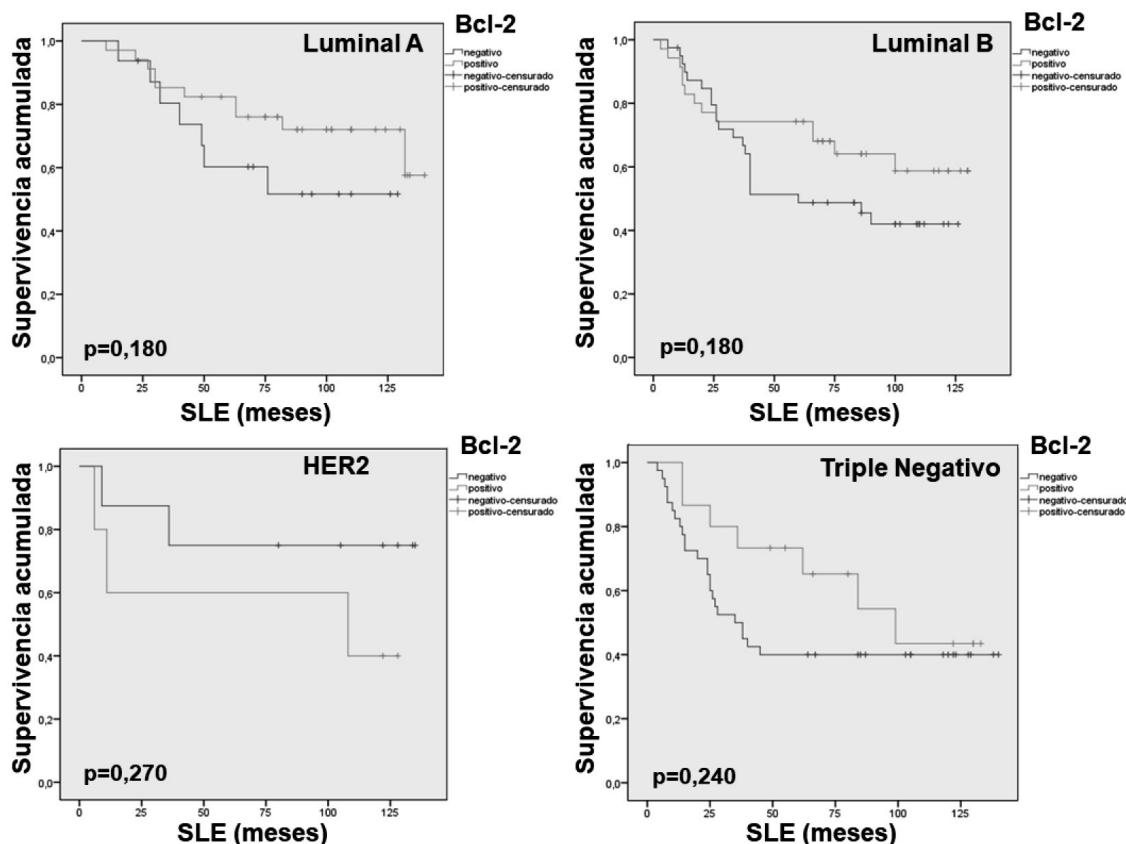 Bcl-2
Luminal A
negativo
positivo
negativo-censurado
positivo-censurado
Supervivencia acumulada
1,0
0,8
0,6
0,4
0,2
0,0
p=0,180
0 25 50 75 100 125
SLE (meses)
Bcl-2
Luminal B
negativo
positivo
negativo-censurado
positivo-censurado
Supervivencia acumulada
1,0
0,8
0,6
0,4
0,2
0,0
p=0,180
0 25 50 75 100 125
SLE (meses)
Bcl-2
HER2
negativo
positivo
negativo-censurado
positivo-censurado
Supervivencia acumulada
1,0
0,8
0,6
0,4
0,2
0,0
p=0,270
0 25 50 75 100 125
SLE (meses)
Bcl-2
Triple Negativo
negativo
positivo
negativo-censurado
positivo-censurado
Supervivencia acumulada
1,0
0,8
0,6
0,4
0,2
0,0
p=0,240
0 25 50 75 100 125
SLE (meses)